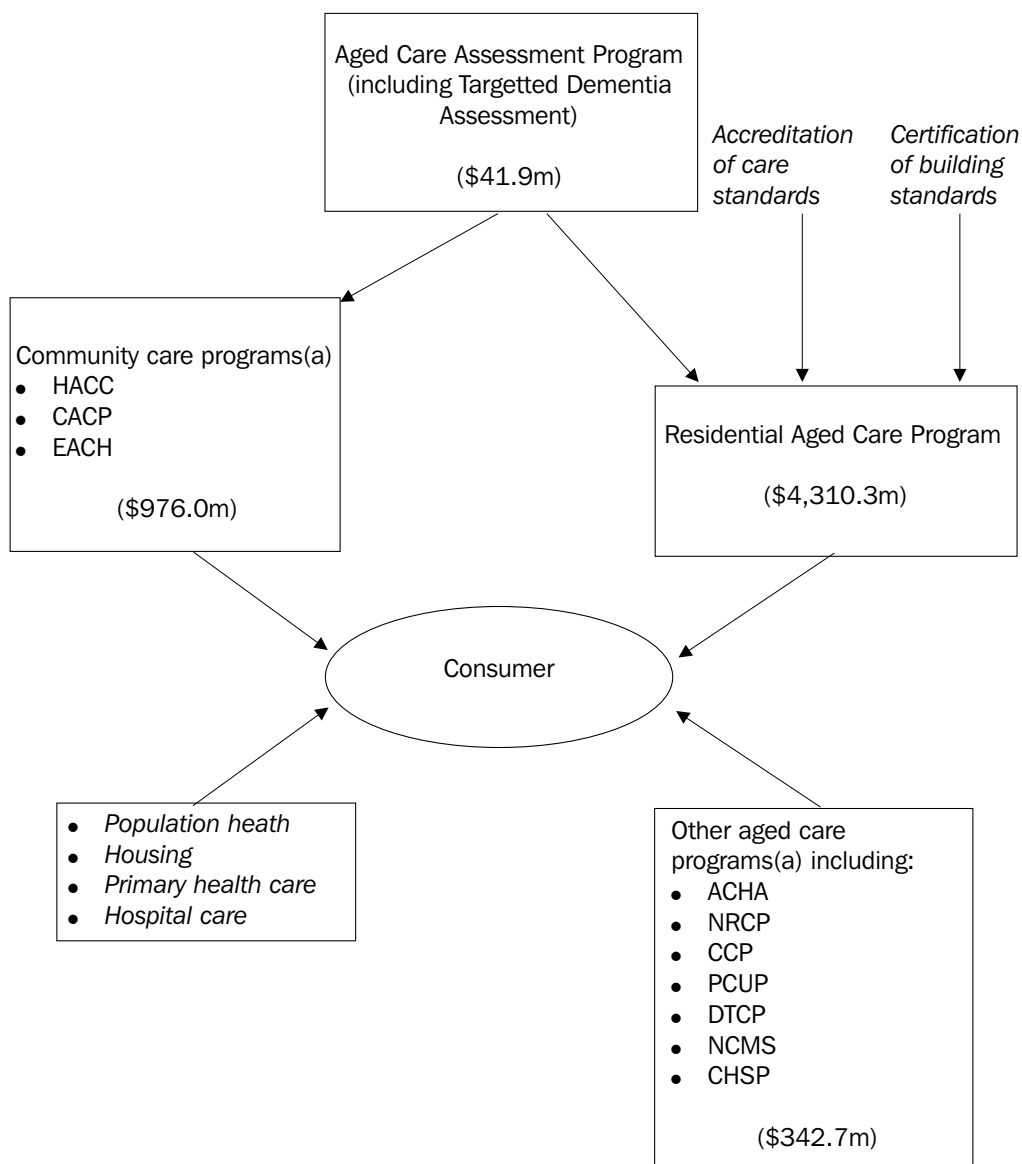 Aged Care Assessment Program
(including Targetted Dementia
Assessment)
($41.9m)
Accreditation
of care
standards
Certification
of building
standards
Community care programs(a)
• HACC
• CACP
• EACH
($976.0m)
Residential Aged Care Program
($4,310.3m)
Consumer
• Population heath
• Housing
• Primary health care
• Hospital care
Other aged care
programs(a) including:
• ACHA
• NRCP
• CCP
• PCUP
• DTCP
• NCMS
• CHSP
($342.7m)